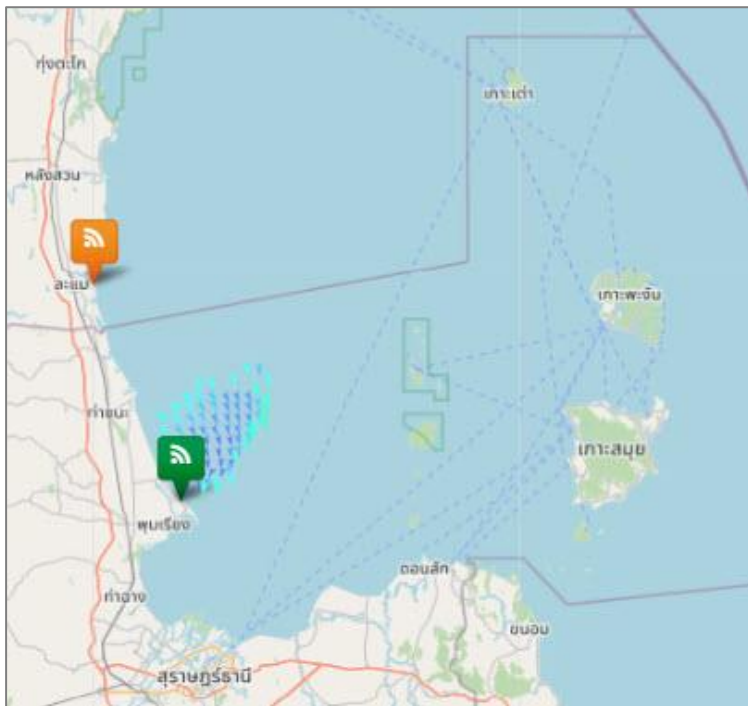 ทุ่งตะโก
เกาะเต่า
หลังสวน
ละแม
เกาะพะงัน
ท่าชนะ
เกาะสมุย
พุมเรียง
ดอนสัก
ท่าฉาง
ขนอม
สุราษฎร์ธานี